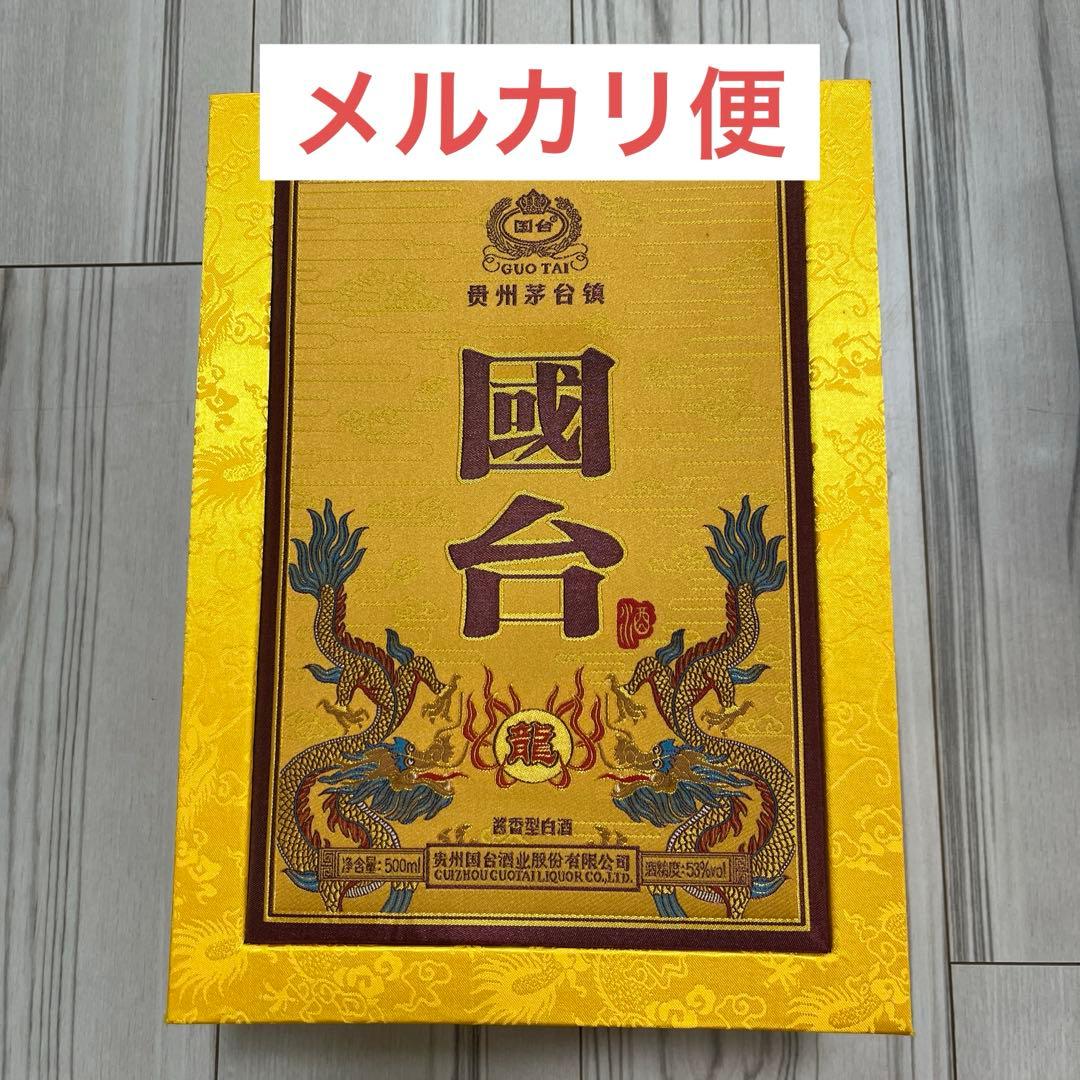 メルカリ便
国台
GUO TAI
贵州茅台镇
國
台
酒
龍
酱香型白酒
净含量:500ml
贵州国台酒业股份有限公司
GUIZHOU GUOTAI LIQUOR CO.,LTD.
酒精度:53%vol